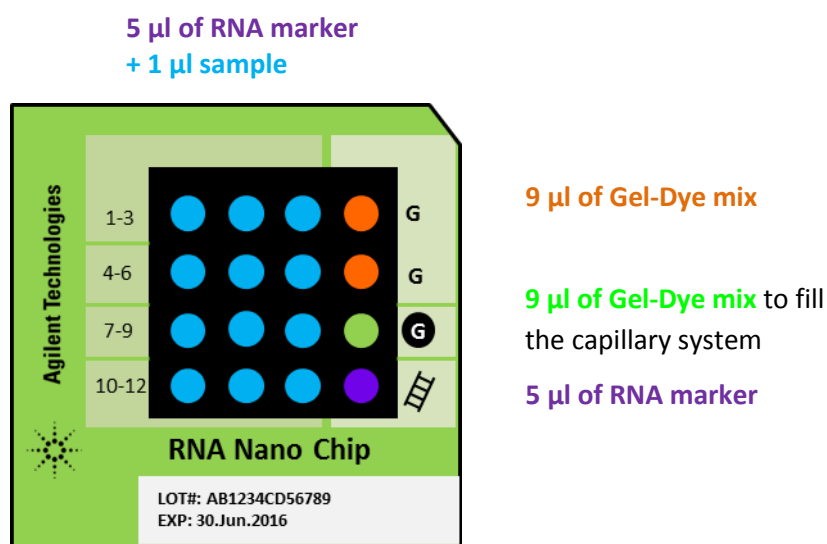 5 µl of RNA marker
+ 1 µl sample
Agilent Technologies
1-3
G
9 µl of Gel-Dye mix
4-6
G
7-9
G
9 µl of Gel-Dye mix to fill
the capillary system
10-12
5 µl of RNA marker
RNA Nano Chip
LOT#: AB1234CD56789
EXP: 30.Jun.2016